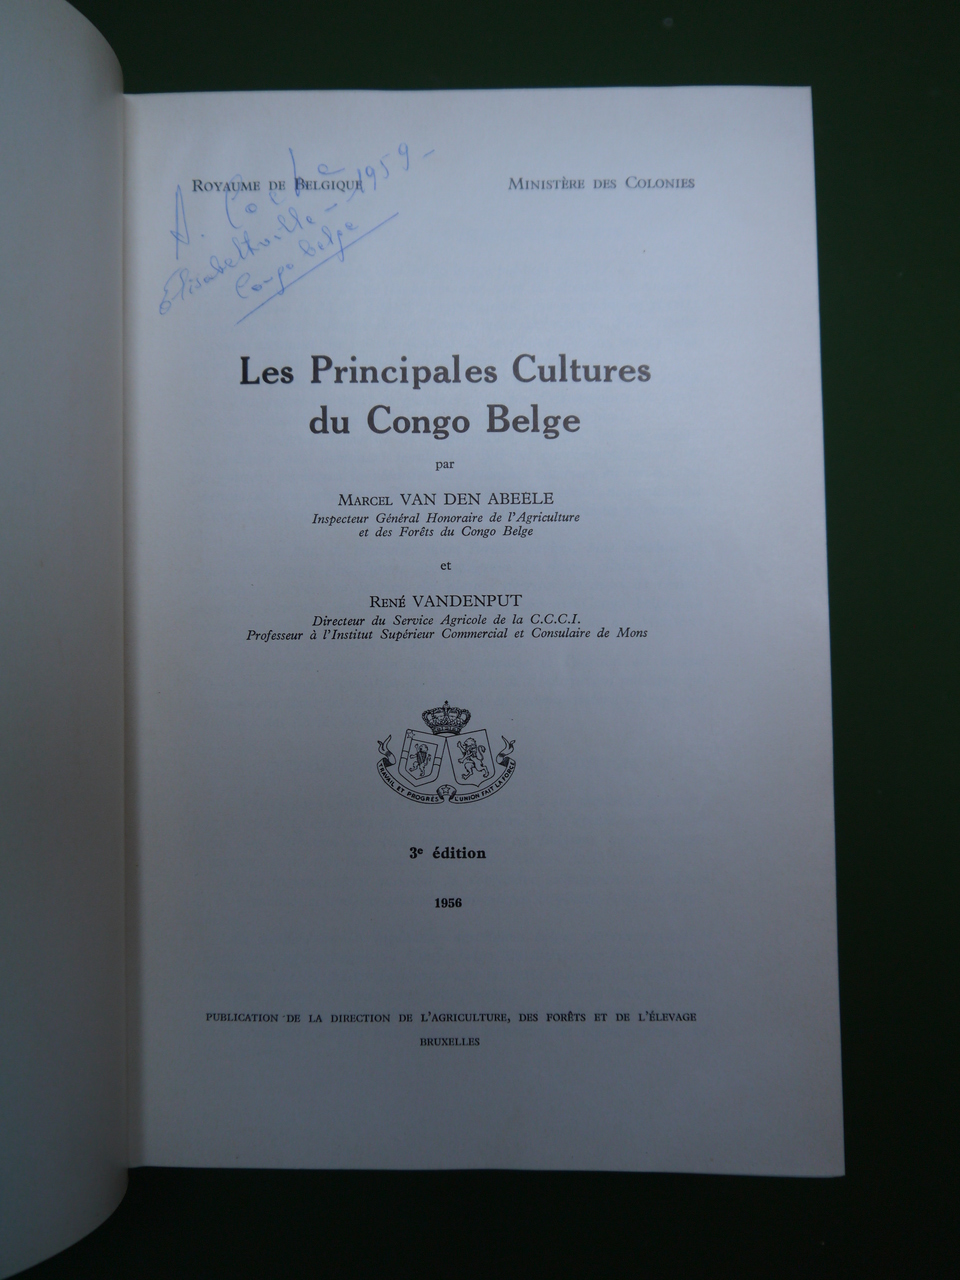 ROYAUME DE BELGIQUE
MINISTÈRE DES COLONIES
A.
Elisabethville - 1959 -
Congo Belge
Les Principales Cultures
du Congo Belge
par
MARCEL VAN DEN ABEELE
Inspecteur Général Honoraire de l'Agriculture
et des Forêts du Congo Belge
et
RENÉ VANDENPUT
Directeur du Service Agricole de la C.C.C.I.
Professeur à l'Institut Supérieur Commercial et Consulaire de Mons
TRAVAIL ET PROGRÈS
L'UNION FAIT LA FORCE
3e édition
1956
PUBLICATION DE LA DIRECTION DE L'AGRICULTURE, DES FORÊTS ET DE L'ÉLEVAGE
BRUXELLES